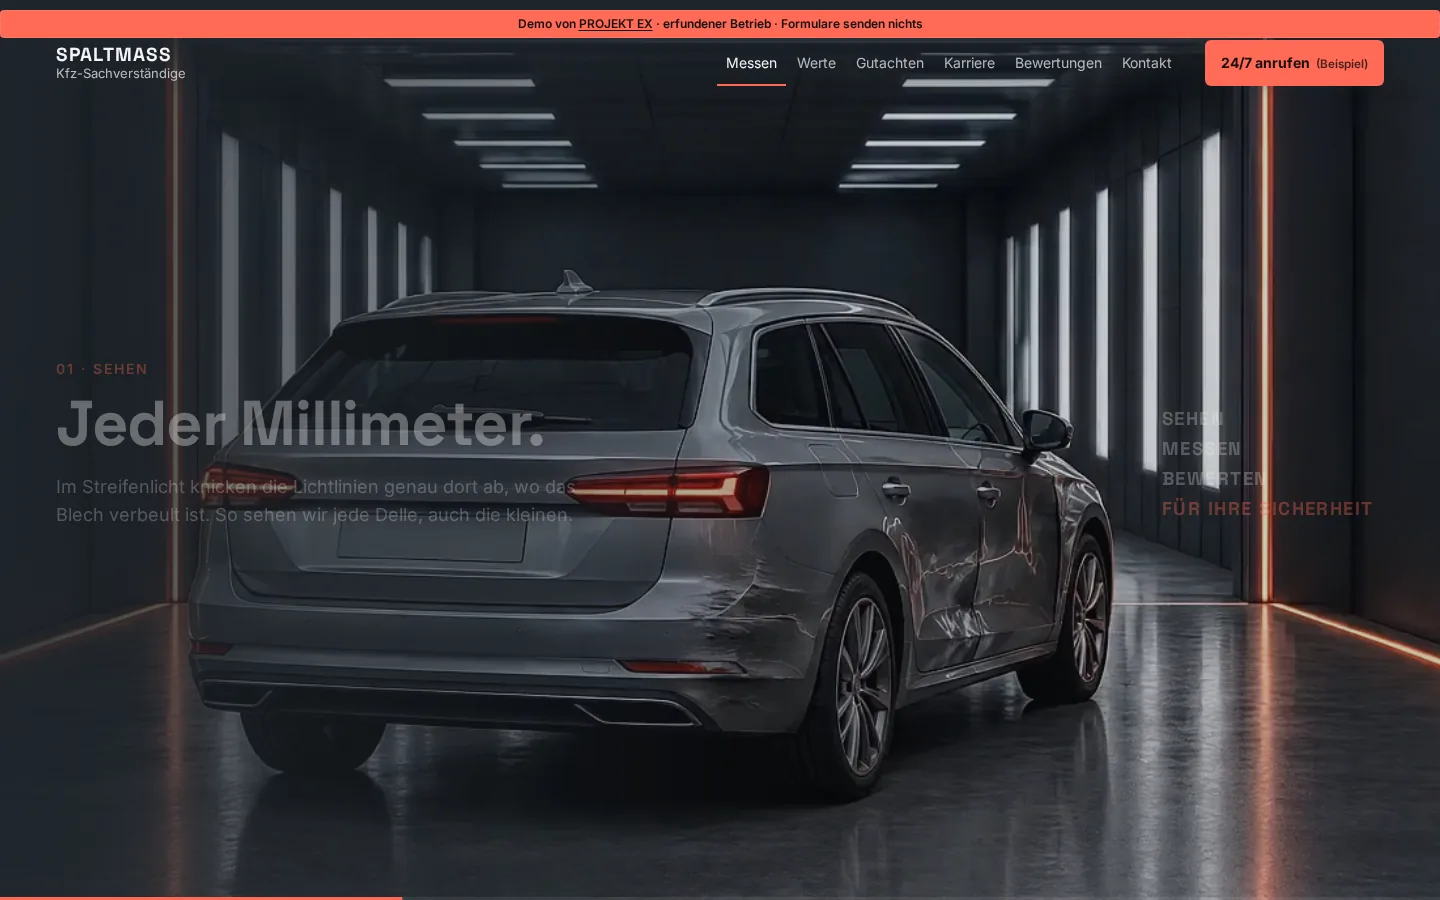 Demo von PROJEKT EX · erfundener Betrieb · Formulare senden nichts
SPALTMASS
Kfz-Sachverständige
Messen Werte Gutachten Karriere Bewertungen Kontakt 24/7 anrufen (Beispiel)
01 · SEHEN
Jeder Millimeter.
Im Streifenlicht knicken die Lichtlinien genau dort ab, wo das
Blech verbeult ist. So sehen wir jede Delle, auch die kleinen.
SEHEN
MESSEN
BEWERTEN
FÜR IHRE SICHERHEIT